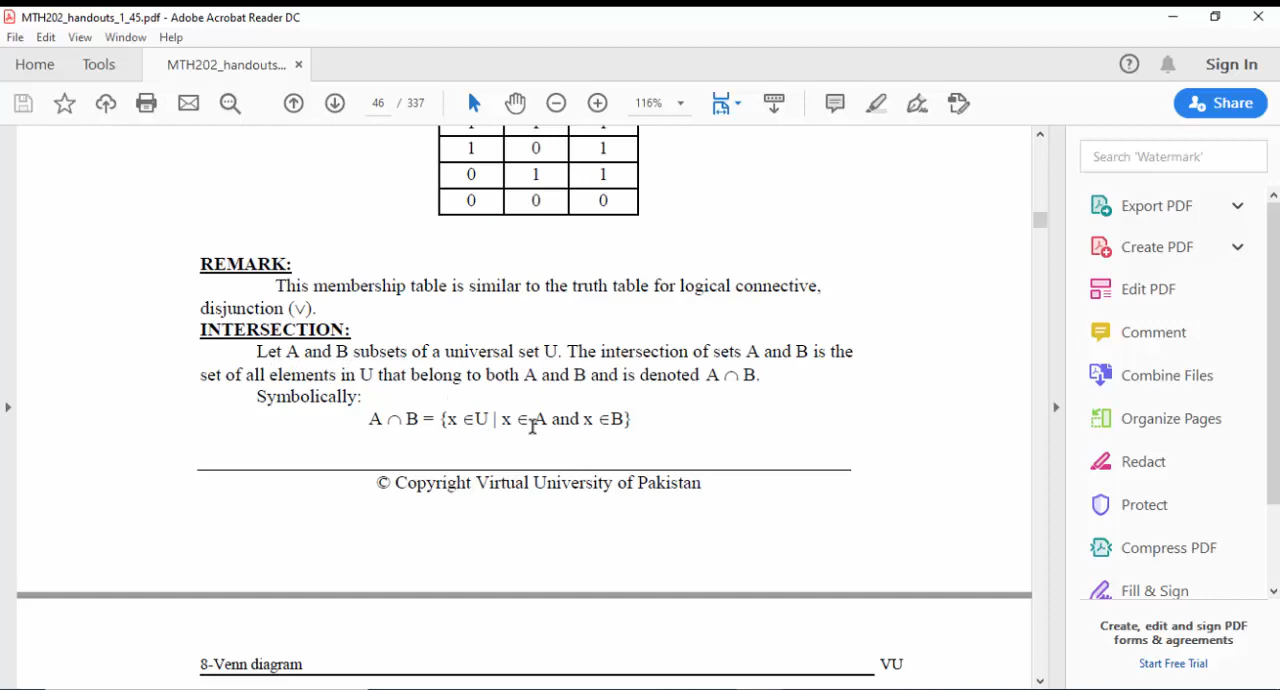 MTH202_handouts_1_45.pdf - Adobe Acrobat Reader DC
File Edit View Window Help
Home Tools MTH202_handouts... × Sign In
46 / 337 116% Share
1 0 1
0 1 1
0 0 0
REMARK:
This membership table is similar to the truth table for logical connective,
disjunction (∨).
INTERSECTION:
Let A and B subsets of a universal set U. The intersection of sets A and B is the
set of all elements in U that belong to both A and B and is denoted A ∩ B.
Symbolically:
A ∩ B = {x ∈U | x ∈ A and x ∈B}
© Copyright Virtual University of Pakistan
8-Venn diagram VU
Search 'Watermark'
Export PDF
Create PDF
Edit PDF
Comment
Combine Files
Organize Pages
Redact
Protect
Compress PDF
Fill & Sign
Create, edit and sign PDF
forms & agreements
Start Free Trial